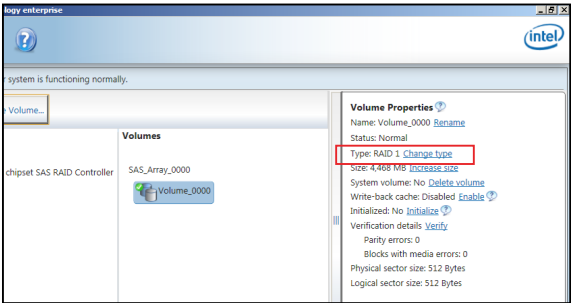 ology enterprise
intel
r system is functioning normally.
Volume...
Volumes
chipset SAS RAID Controller
SAS_Array_0000
Volume_0000
Volume Properties
Name: Volume_0000 Rename
Status: Normal
Type: RAID 1 Change type
Size: 4,468 MB Increase size
System volume: No Delete volume
Write-back cache: Disabled Enable
Initialized: No Initialize
Verification details Verify
Parity errors: 0
Blocks with media errors: 0
Physical sector size: 512 Bytes
Logical sector size: 512 Bytes